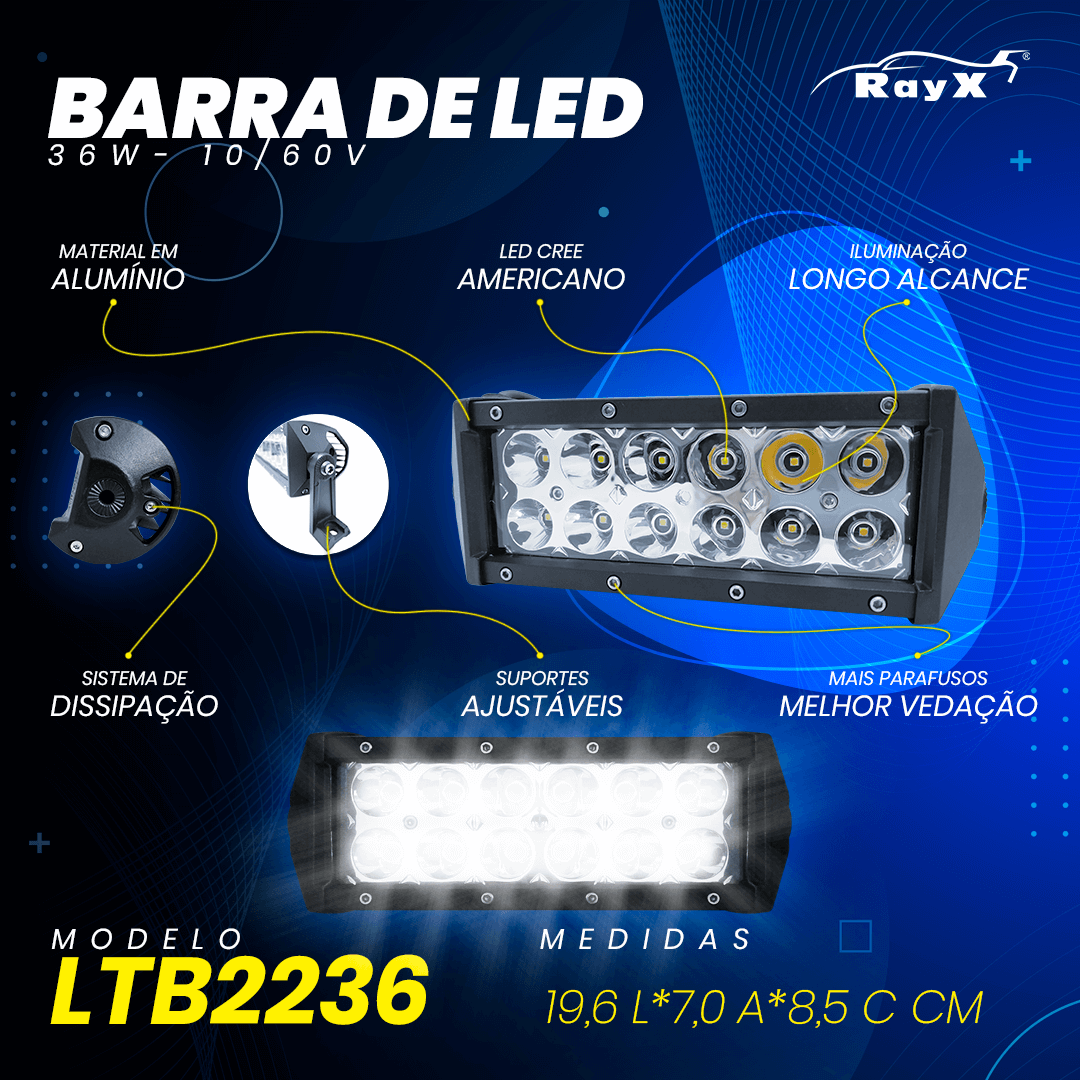 BARRA DE LED
36W- 10/60V
RayX®
MATERIAL EM
ALUMÍNIO
LED CREE
AMERICANO
ILUMINAÇÃO
LONGO ALCANCE
SISTEMA DE
DISSIPAÇÃO
SUPORTES
AJUSTÁVEIS
MAIS PARAFUSOS
MELHOR VEDAÇÃO
MODELO
LTB2236
MEDIDAS
19,6 L*7,0 A*8,5 C CM